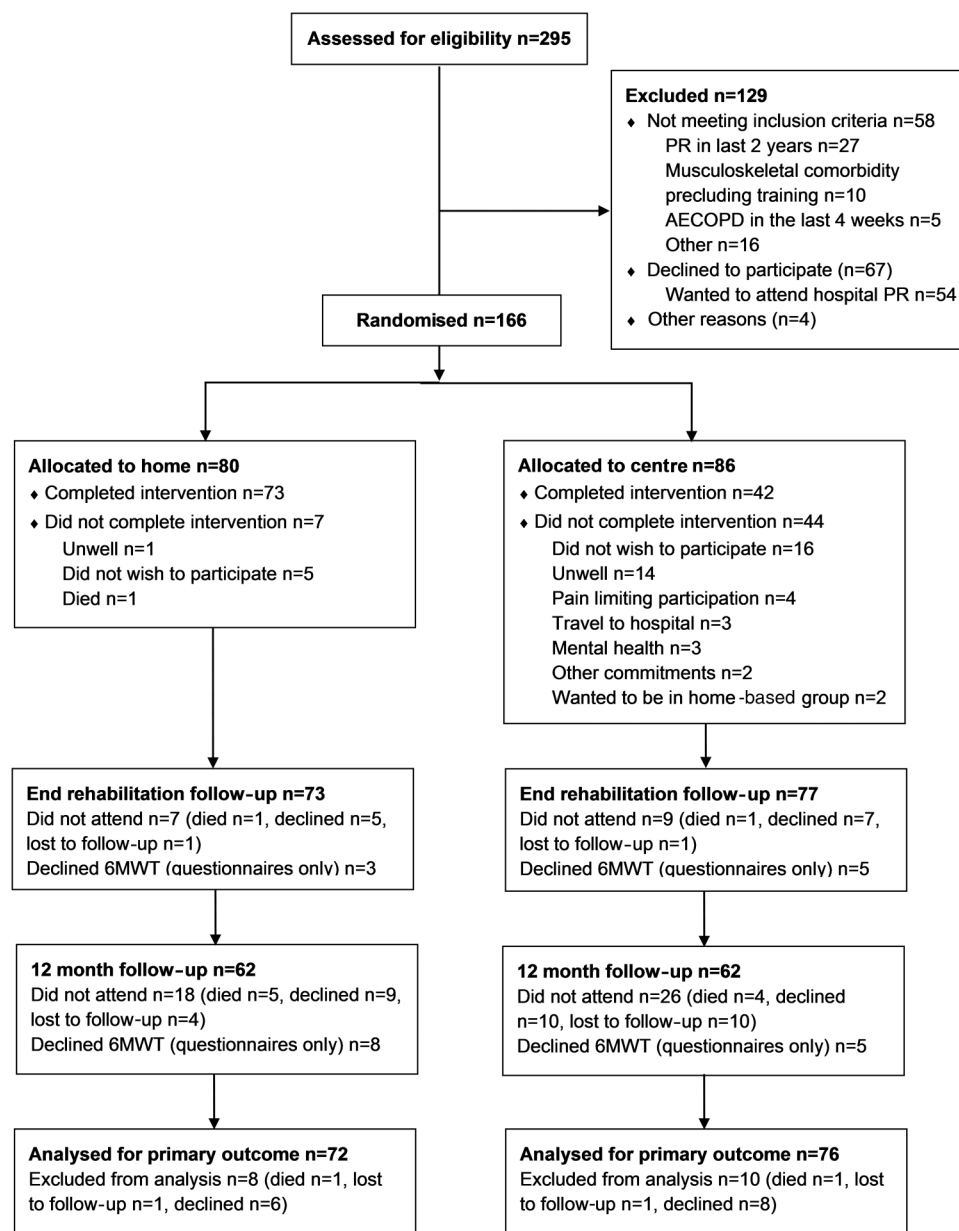 Assessed for eligibility n=295
Excluded n=129
♦ Not meeting inclusion criteria n=58
PR in last 2 years n=27
Musculoskeletal comorbidity
precluding training n=10
AECOPD in the last 4 weeks n=5
Other n=16
♦ Declined to participate (n=67)
Wanted to attend hospital PR n=54
♦ Other reasons (n=4)
Randomised n=166
Allocated to home n=80
♦ Completed intervention n=73
♦ Did not complete intervention n=7
Unwell n=1
Did not wish to participate n=5
Died n=1
Allocated to centre n=86
♦ Completed intervention n=42
♦ Did not complete intervention n=44
Did not wish to participate n=16
Unwell n=14
Pain limiting participation n=4
Travel to hospital n=3
Mental health n=3
Other commitments n=2
Wanted to be in home-based group n=2
End rehabilitation follow-up n=73
Did not attend n=7 (died n=1, declined n=5,
lost to follow-up n=1)
Declined 6MWT (questionnaires only) n=3
End rehabilitation follow-up n=77
Did not attend n=9 (died n=1, declined n=7,
lost to follow-up n=1)
Declined 6MWT (questionnaires only) n=5
12 month follow-up n=62
Did not attend n=18 (died n=5, declined n=9,
lost to follow-up n=4)
Declined 6MWT (questionnaires only) n=8
12 month follow-up n=62
Did not attend n=26 (died n=4, declined
n=10, lost to follow-up n=10)
Declined 6MWT (questionnaires only) n=5
Analysed for primary outcome n=72
Excluded from analysis n=8 (died n=1, lost
to follow-up n=1, declined n=6)
Analysed for primary outcome n=76
Excluded from analysis n=10 (died n=1, lost
to follow-up n=1, declined n=8)